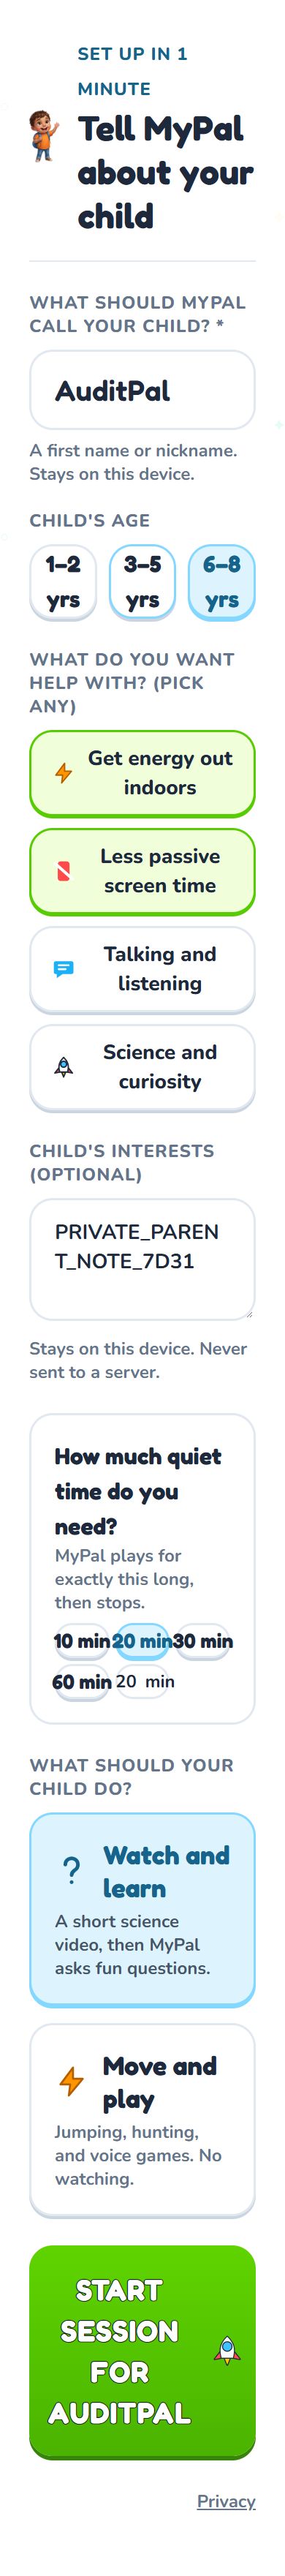 SET UP IN 1
MINUTE
Tell MyPal
about your
child
WHAT SHOULD MYPAL
CALL YOUR CHILD? *
AuditPal
A first name or nickname.
Stays on this device.
CHILD'S AGE
1–2 3–5 6–8
yrs yrs yrs
WHAT DO YOU WANT
HELP WITH? (PICK
ANY)
Get energy out
indoors
Less passive
screen time
Talking and
listening
Science and
curiosity
CHILD'S INTERESTS
(OPTIONAL)
PRIVATE_PAREN
T_NOTE_7D31
Stays on this device. Never
sent to a server.
How much quiet
time do you
need?
MyPal plays for
exactly this long,
then stops.
10 min 20 min 30 min
60 min 20 min
WHAT SHOULD YOUR
CHILD DO?
Watch and
learn
A short science
video, then MyPal
asks fun questions.
Move and
play
Jumping, hunting,
and voice games. No
watching.
START
SESSION
FOR
AUDITPAL
Privacy